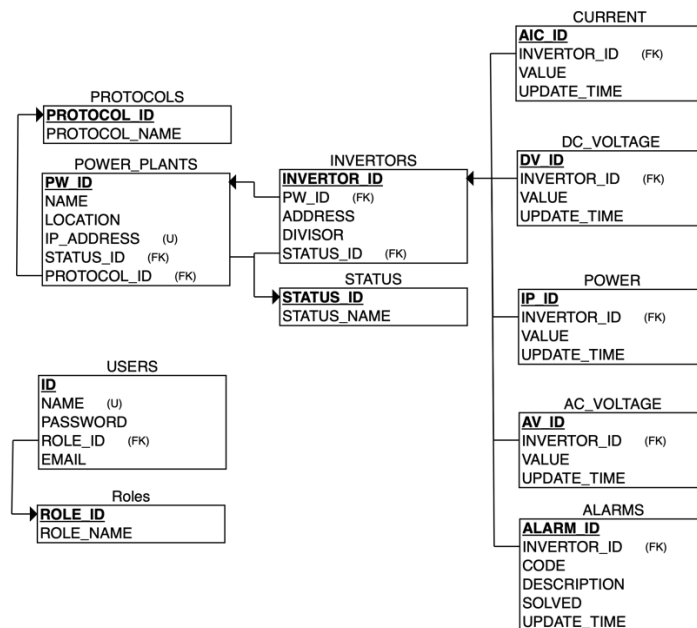 PROTOCOLS
PROTOCOL_ID
PROTOCOL_NAME
POWER_PLANTS
PW_ID
NAME
LOCATION
IP_ADDRESS (U)
STATUS_ID (FK)
PROTOCOL_ID (FK)
INVERTORS
INVERTOR_ID
PW_ID (FK)
ADDRESS
DIVISOR
STATUS_ID (FK)
STATUS
STATUS_ID
STATUS_NAME
USERS
ID
NAME (U)
PASSWORD
ROLE_ID (FK)
EMAIL
Roles
ROLE_ID
ROLE_NAME
CURRENT
AIC_ID
INVERTOR_ID (FK)
VALUE
UPDATE_TIME
DC_VOLTAGE
DV_ID
INVERTOR_ID (FK)
VALUE
UPDATE_TIME
POWER
IP_ID
INVERTOR_ID (FK)
VALUE
UPDATE_TIME
AC_VOLTAGE
AV_ID
INVERTOR_ID (FK)
VALUE
UPDATE_TIME
ALARMS
ALARM_ID
INVERTOR_ID (FK)
CODE
DESCRIPTION
SOLVED
UPDATE_TIME